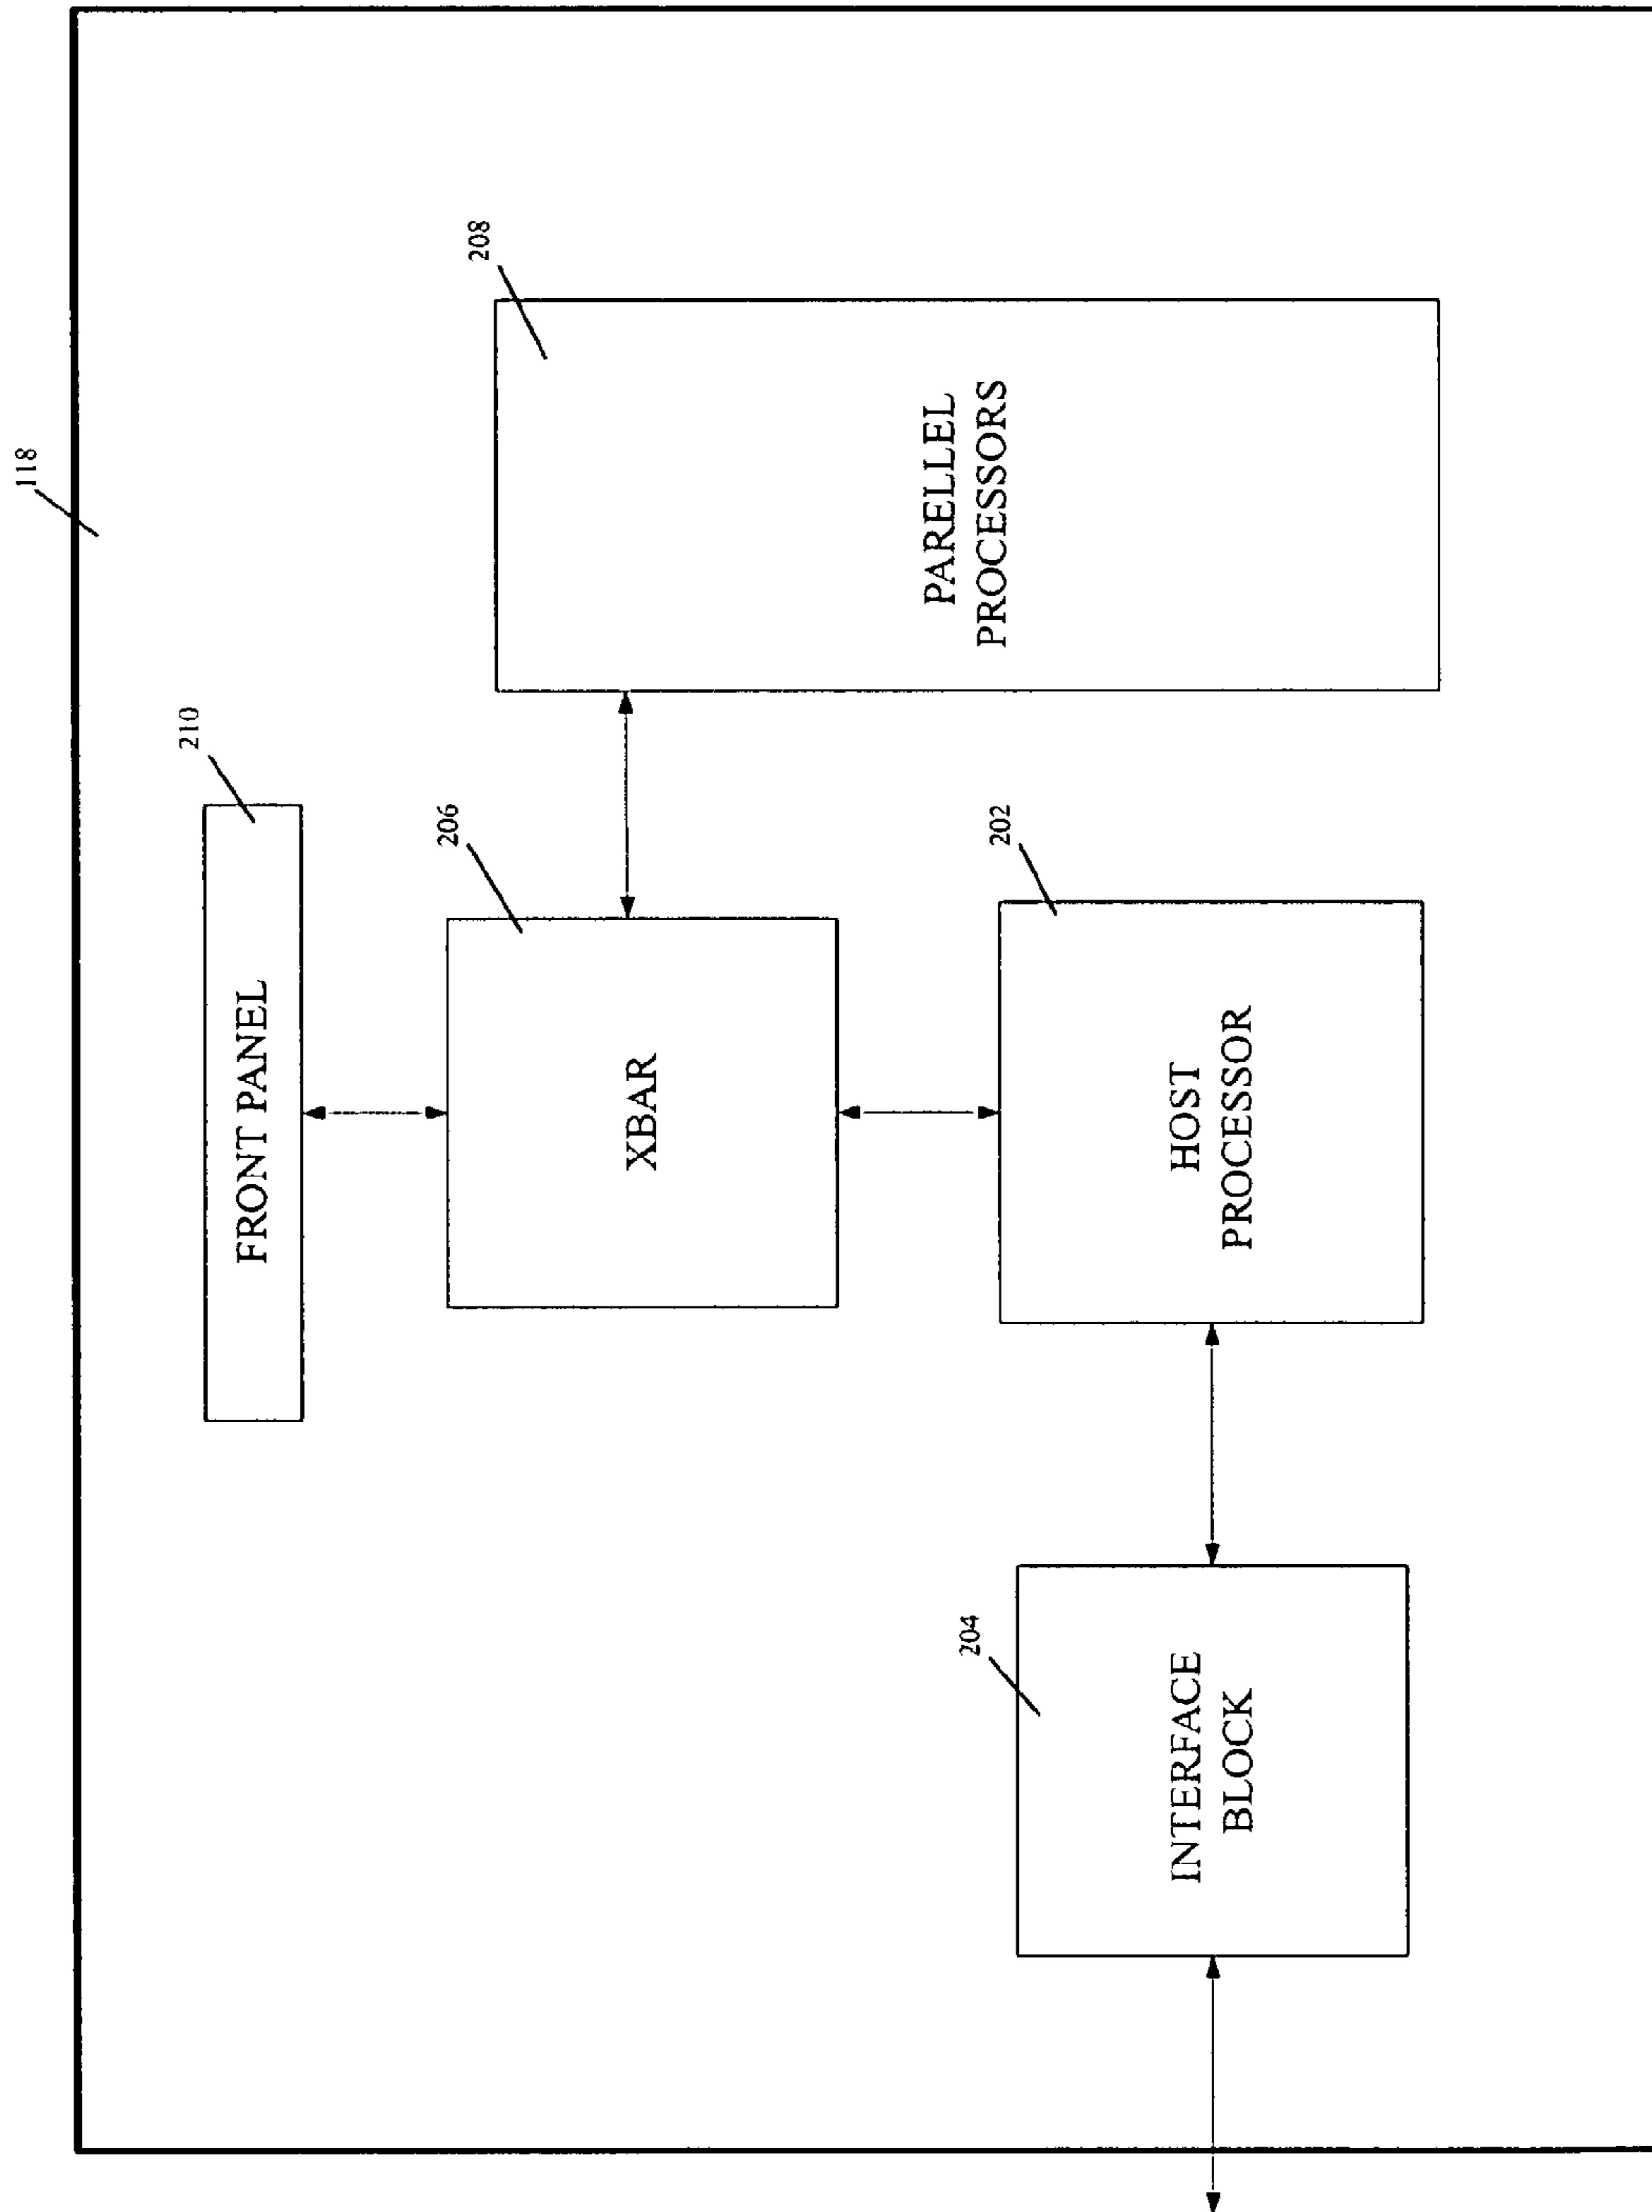 118
210
FRONT PANEL
208
206
XBAR
PARELLEL
PROCESSORS
204
INTERFACE
BLOCK
202
HOST
PROCESSOR